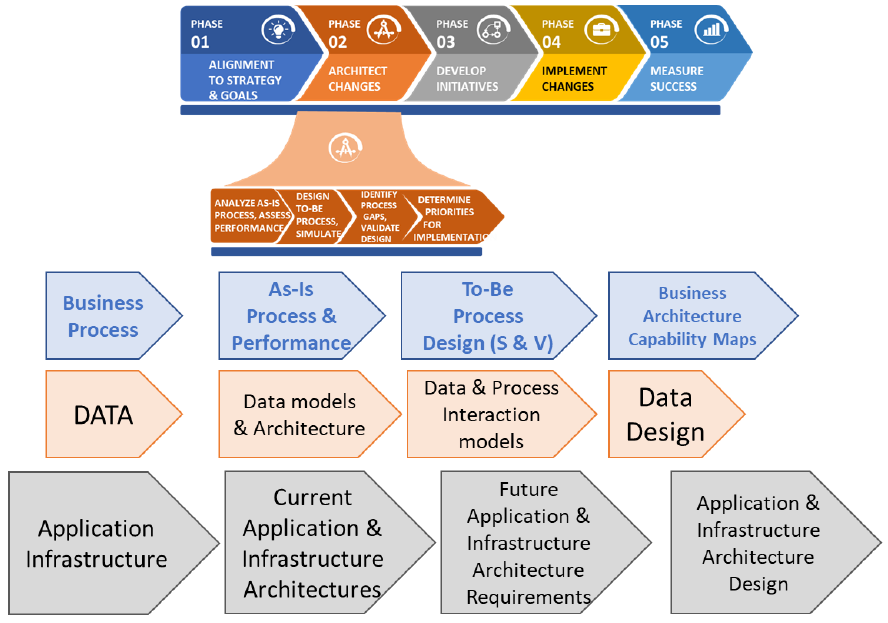 PHASE
01
PHASE
02
PHASE
03
PHASE
04
PHASE
05
ALIGNMENT
TO STRATEGY
& GOALS
ARCHITECT
CHANGES
DEVELOP
INITIATIVES
IMPLEMENT
CHANGES
MEASURE
SUCCESS
ANALYZE AS-IS
PROCESS, ASSESS
PERFORMANCE
DESIGN
TO-BE
PROCESS,
SIMULATE
IDENTIFY
PROCESS
GAPS,
VALIDATE
DESIGN
DETERMINE
PRIORITIES
FOR
IMPLEMENTATIO
Business
Process
As-Is
Process &
Performance
To-Be
Process
Design (S & V)
Business
Architecture
Capability Maps
DATA
Data models
& Architecture
Data & Process
Interaction
models
Data
Design
Application
Infrastructure
Current
Application &
Infrastructure
Architectures
Future
Application &
Infrastructure
Architecture
Requirements
Application &
Infrastructure
Architecture
Design